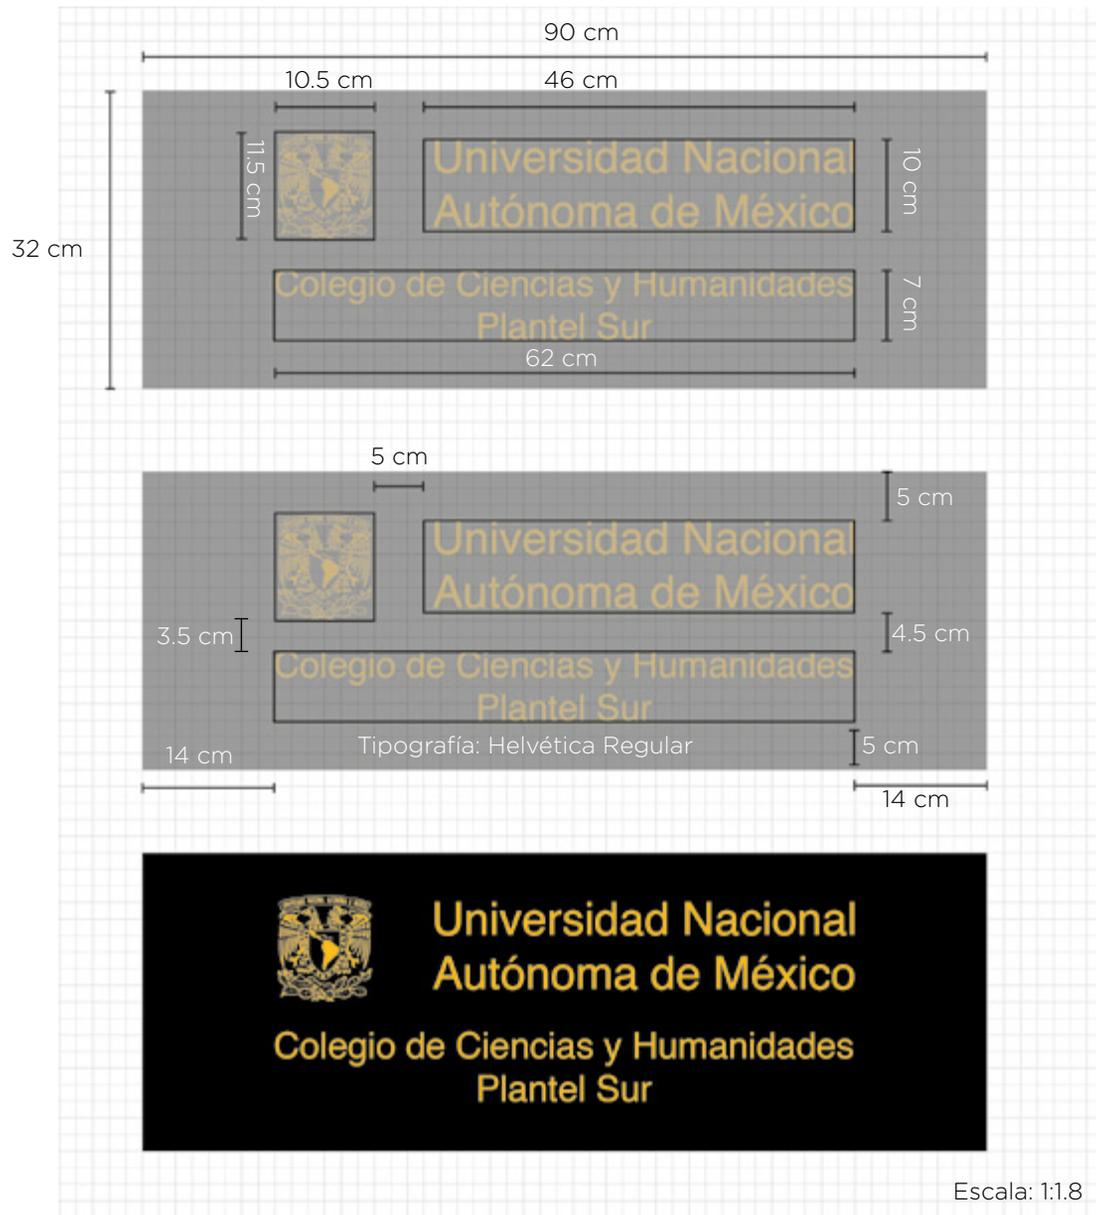 90 cm
10.5 cm
46 cm
32 cm
11.5 cm
Universidad Nacional
Autónoma de México
10 cm
Colegio de Ciencias y Humanidades
Plantel Sur
7 cm
62 cm
5 cm
5 cm
Universidad Nacional
Autónoma de México
3.5 cm
4.5 cm
Colegio de Ciencias y Humanidades
Plantel Sur
Tipografía: Helvética Regular
5 cm
14 cm
14 cm
Universidad Nacional
Autónoma de México
Colegio de Ciencias y Humanidades
Plantel Sur
Escala: 1:1.8